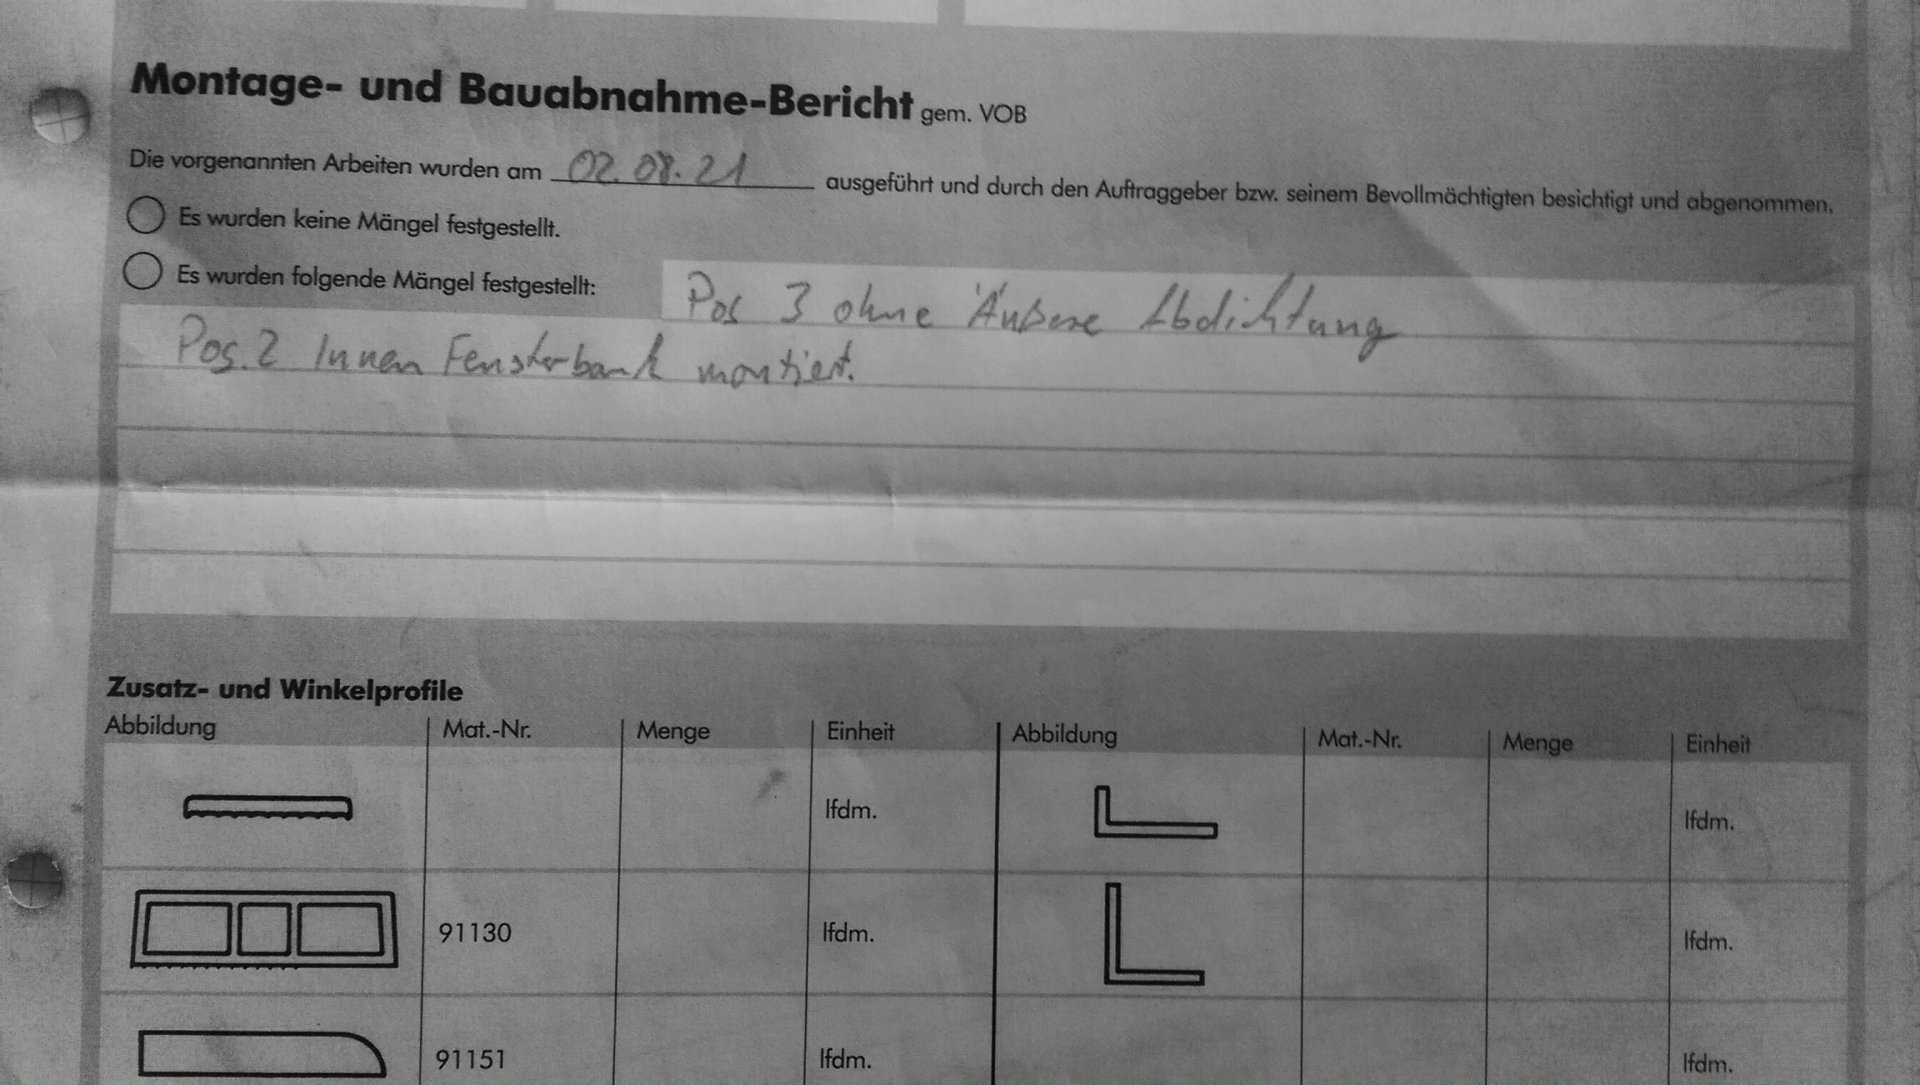 Montage- und Bauabnahme-Bericht gem. VOB
Die vorgenannten Arbeiten wurden am 02.08.21 ausgeführt und durch den Auftraggeber bzw. seinem Bevollmächtigten besichtigt und abgenommen.
Es wurden keine Mängel festgestellt.
Es wurden folgende Mängel festgestellt: Pos 3 ohne Äußere Abdichtung
Pos. 2 Innen Fensterbank montiert.
Zusatz- und Winkelprofile
Abbildung Mat.-Nr. Menge Einheit Abbildung Mat.-Nr. Menge Einheit
lfdm. lfdm.
91130 lfdm. lfdm.
91151 lfdm. lfdm.